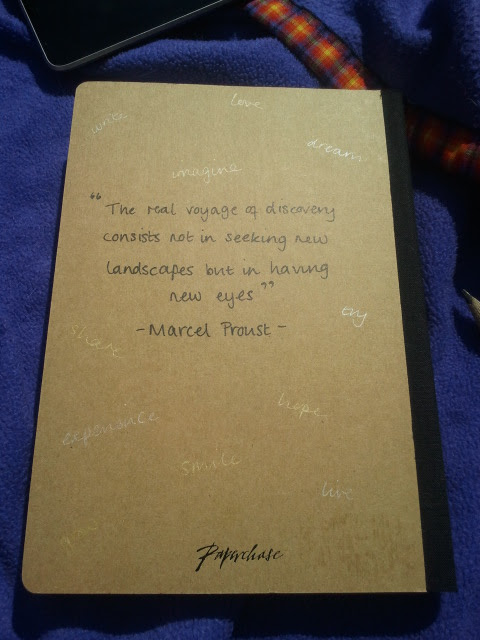 love
write
dream
imagine
"The real voyage of discovery
consists not in seeking new
landscapes but in having
new eyes"
-Marcel Proust-
try
share
hope
experience
smile
live
Paperchase